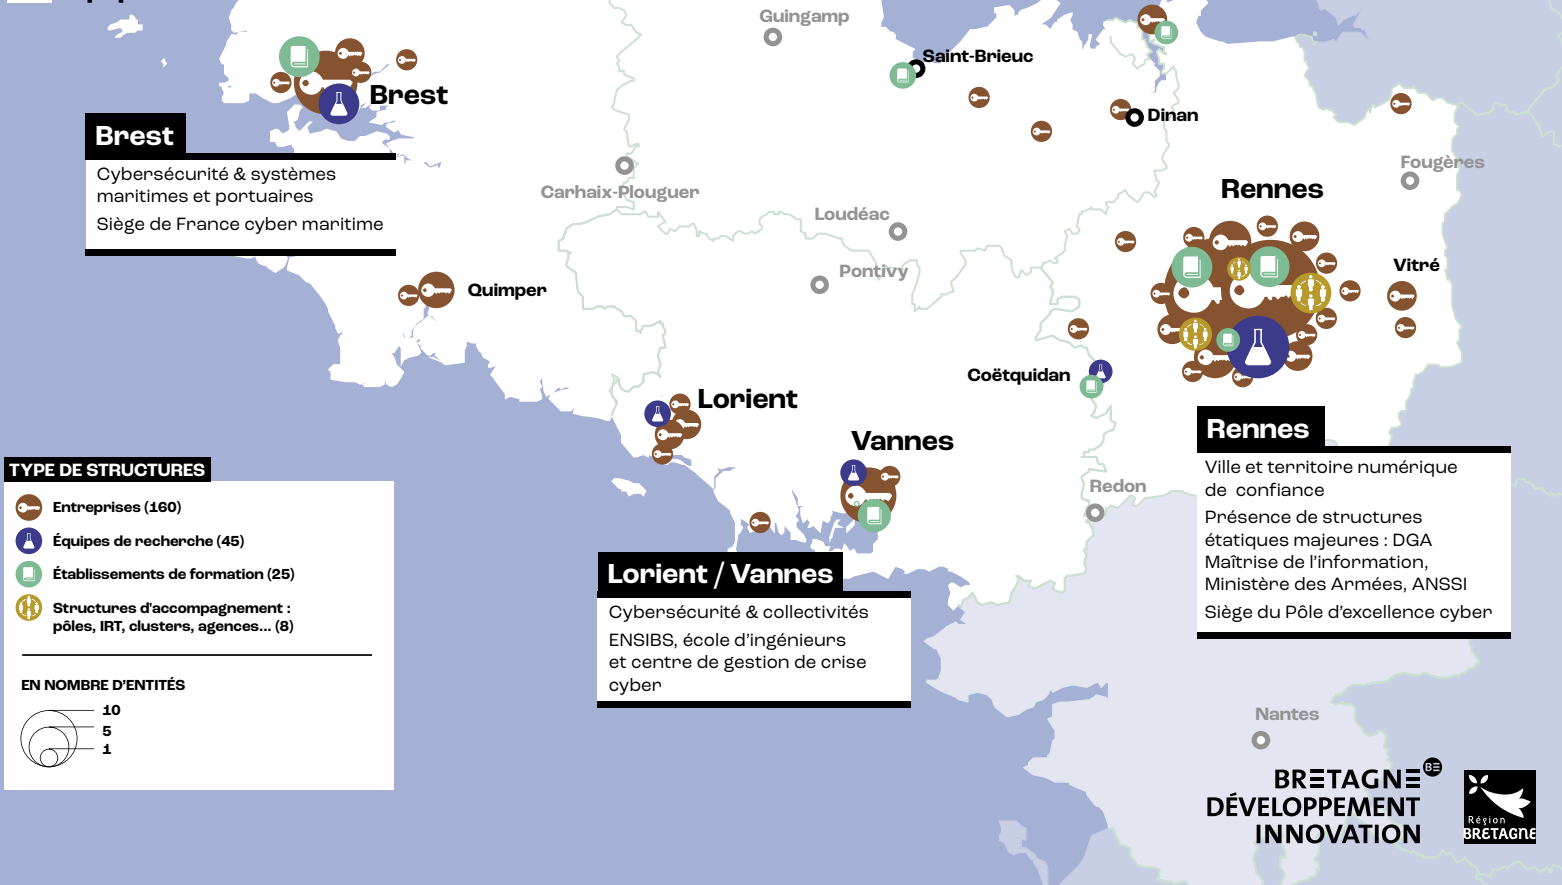 Guingamp
Saint-Brieuc
Dinan
Brest
Brest
Cybersécurité & systèmes
maritimes et portuaires
Siège de France cyber maritime
Carhaix-Plouguer
Loudéac
Pontivy
Fougères
Rennes
Vitré
Quimper
Coëtquidan
Lorient
Vannes
Redon
Rennes
Ville et territoire numérique
de confiance
Présence de structures
étatiques majeures : DGA
Maîtrise de l'information,
Ministère des Armées, ANSSI
Siège du Pôle d'excellence cyber
TYPE DE STRUCTURES
Entreprises (160)
Équipes de recherche (45)
Établissements de formation (25)
Structures d'accompagnement :
pôles, IRT, clusters, agences... (8)
EN NOMBRE D'ENTITÉS
10
5
1
Lorient / Vannes
Cybersécurité & collectivités
ENSIBS, école d'ingénieurs
et centre de gestion de crise
cyber
Nantes
BRETAGNE BE
DÉVELOPPEMENT
INNOVATION
Région
BRETAGNE